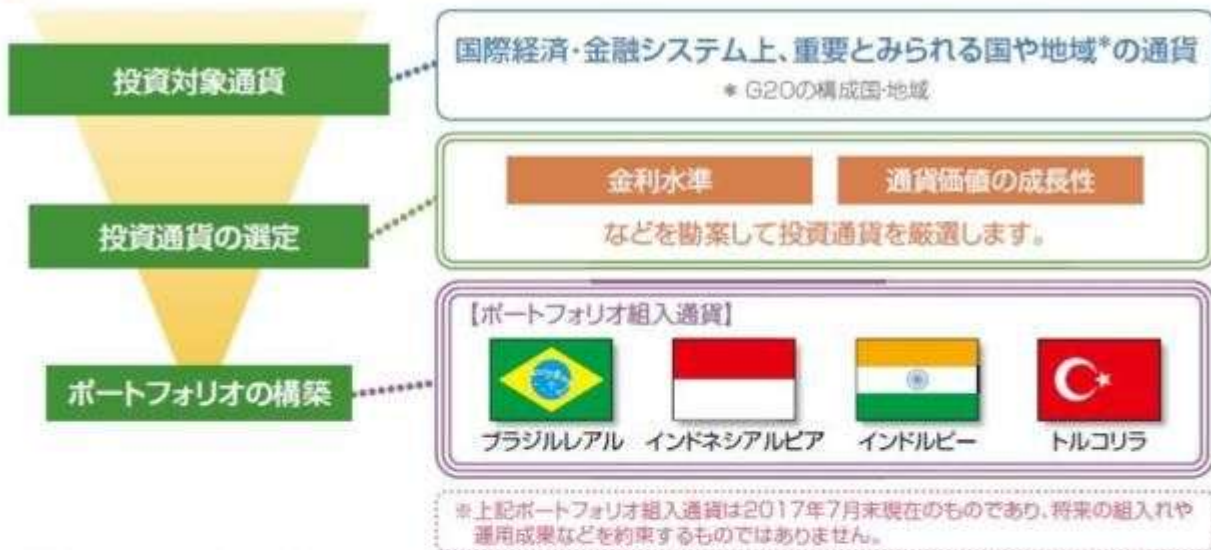 投資対象通貨
国際経済・金融システム上、重要とみられる国や地域*の通貨
* G20の構成国・地域
投資通貨の選定
金利水準
通貨価値の成長性
などを勘案して投資通貨を厳選します。
ポートフォリオの構築
【ポートフォリオ組入通貨】
ブラジルレアル
インドネシアルピア
インドルピー
トルコリラ
※上記ポートフォリオ組入通貨は2017年7月末現在のものであり、将来の組入れや
運用成果などを約束するものではありません。